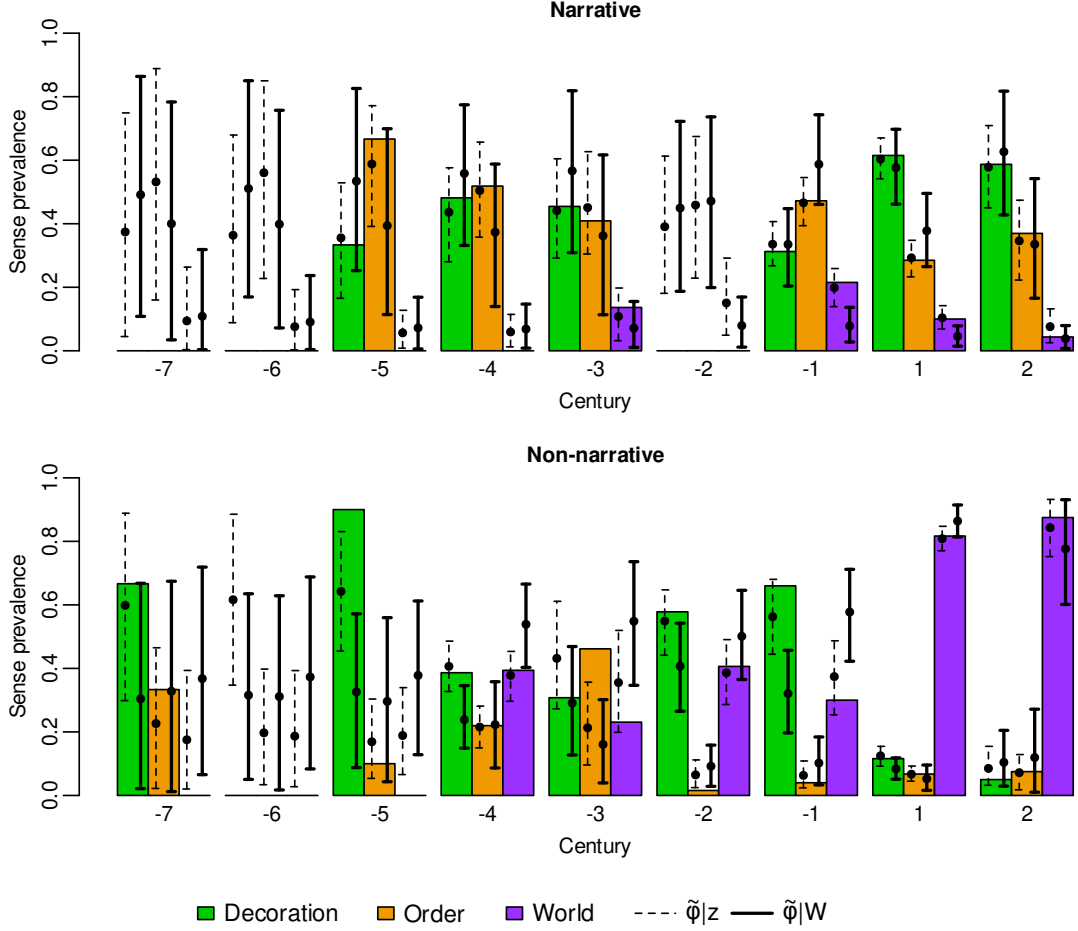 Narrative
Sense prevalence
0.0 0.2 0.4 0.6 0.8 1.0
-7 -6 -5 -4 -3 -2 -1 1 2
Century
Non-narrative
Sense prevalence
0.0 0.2 0.4 0.6 0.8 1.0
-7 -6 -5 -4 -3 -2 -1 1 2
Century
Decoration Order World φ̃|z φ̃|W